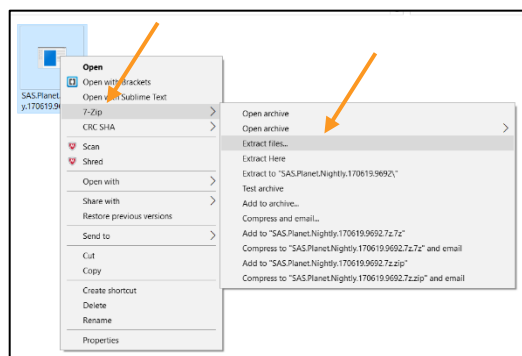 SAS.Planet.
y.170619.9
Open
Open with Brackets
Open with Sublime Text
7-Zip
CRC SHA
Scan
Shred
Open with
Share with
Restore previous versions
Send to
Cut
Copy
Create shortcut
Delete
Rename
Properties
Open archive
Open archive
Extract files...
Extract Here
Extract to "SAS.Planet.Nightly.170619.9692\"
Test archive
Add to archive...
Compress and email...
Add to "SAS.Planet.Nightly.170619.9692.7z.7z"
Compress to "SAS.Planet.Nightly.170619.9692.7z.7z" and email
Add to "SAS.Planet.Nightly.170619.9692.7z.zip"
Compress to "SAS.Planet.Nightly.170619.9692.7z.zip" and email